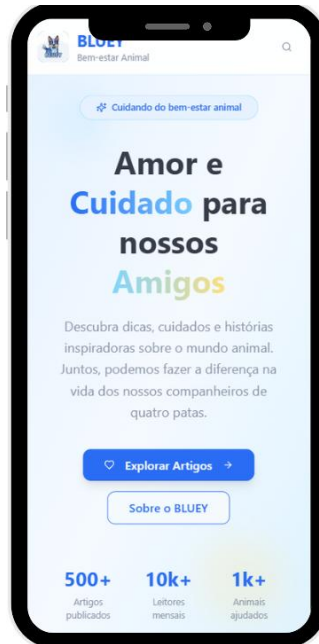 BLUEY
Bem-estar Animal
Cuidando do bem-estar animal
Amor e
Cuidado para
nossos
Amigos
Descubra dicas, cuidados e histórias
inspiradoras sobre o mundo animal.
Juntos, podemos fazer a diferença na
vida dos nossos companheiros de
quatro patas.
Explorar Artigos
Sobre o BLUEY
500+ 10k+ 1k+
Artigos Leitores Animais
publicados mensais ajudados